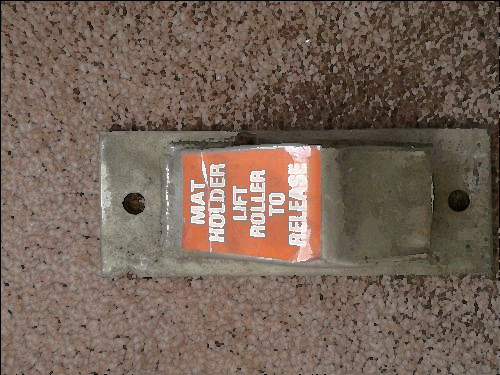 MAT
HOLDER
LIFT
ROLLER
TO
RELEASE